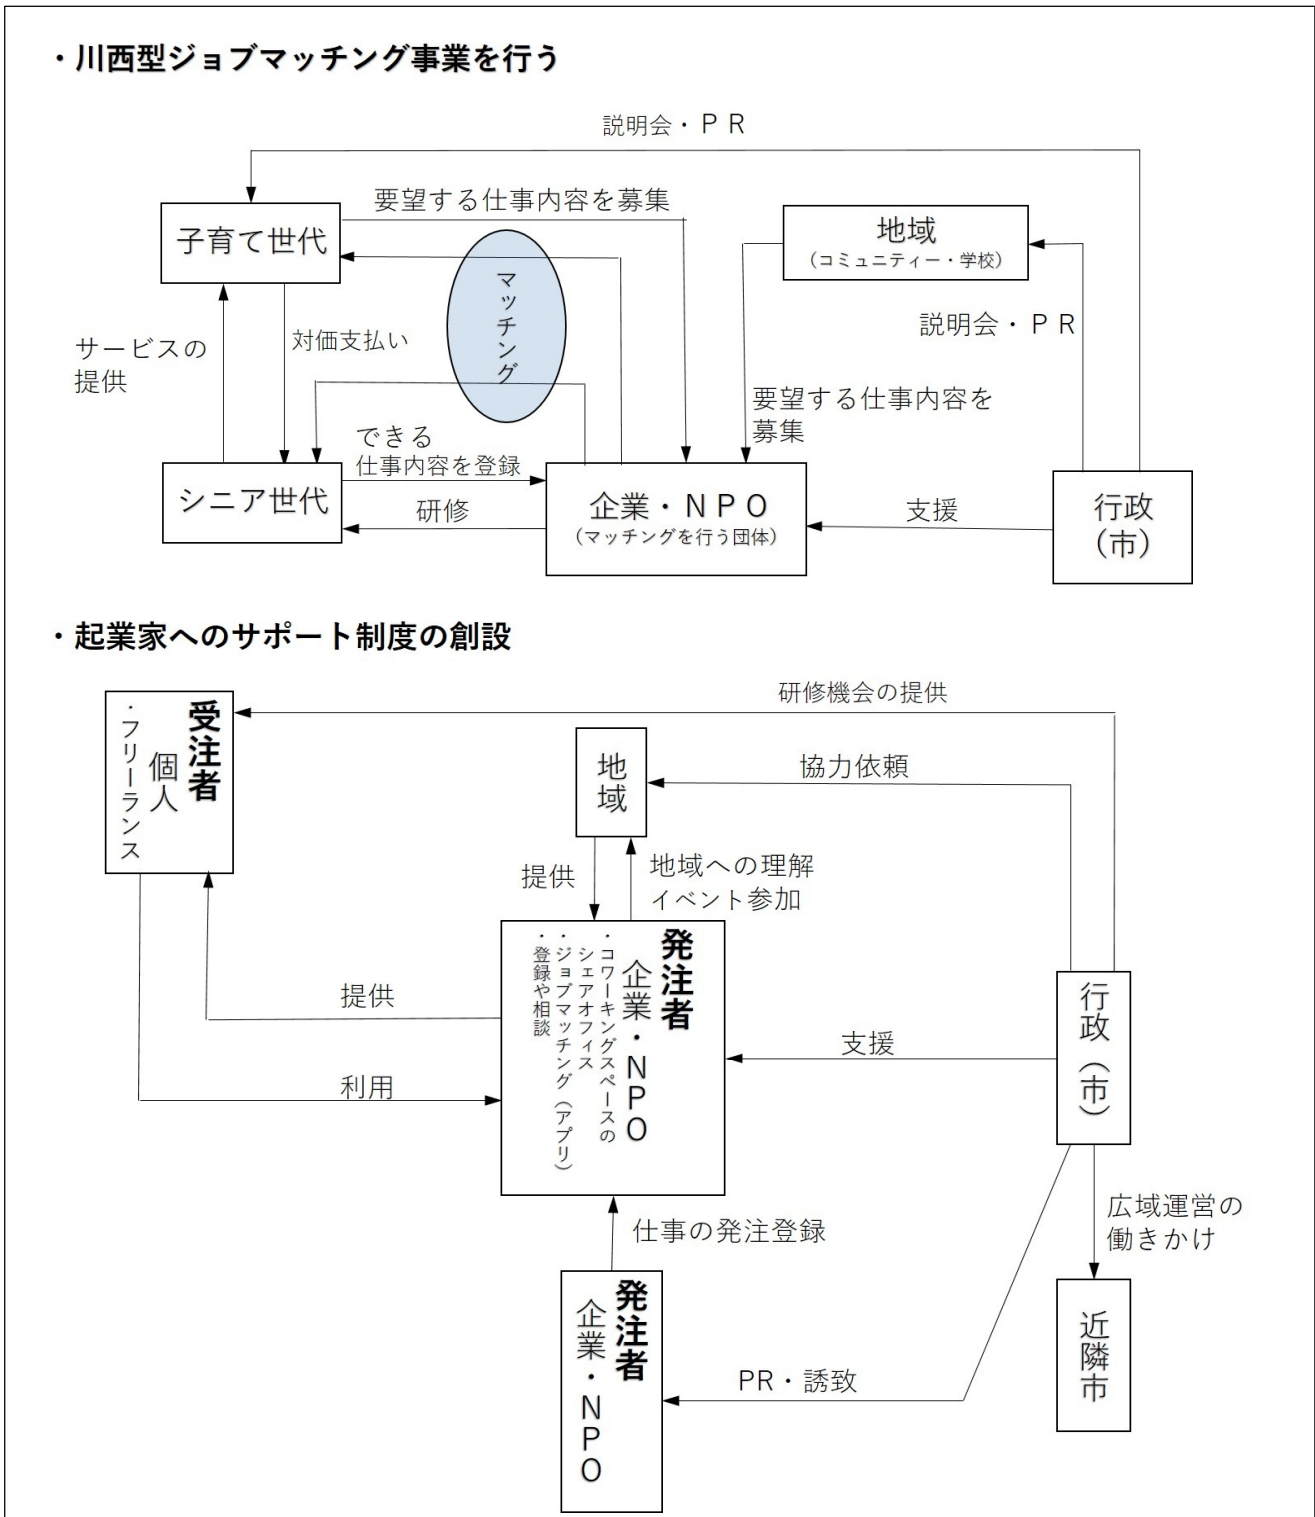 ・川西型ジョブマッチング事業を行う
説明会・ＰＲ
子育て世代
要望する仕事内容を募集
地域
（コミュニティー・学校）
マッチング
サービスの
提供
対価支払い
説明会・ＰＲ
要望する仕事内容を
募集
できる
仕事内容を登録
シニア世代
研修
企業・ＮＰＯ
（マッチングを行う団体）
支援
行政
（市）
・起業家へのサポート制度の創設
研修機会の提供
受注者
個人
・フリーランス
地域
協力依頼
提供
地域への理解
イベント参加
発注者
企業・ＮＰＯ
・コワーキングスペースの
シェアオフィス
・ジョブマッチング（アプリ）
・登録や相談
提供
利用
支援
行政（市）
仕事の発注登録
広域運営の
働きかけ
発注者
企業・ＮＰＯ
PR・誘致
近隣市